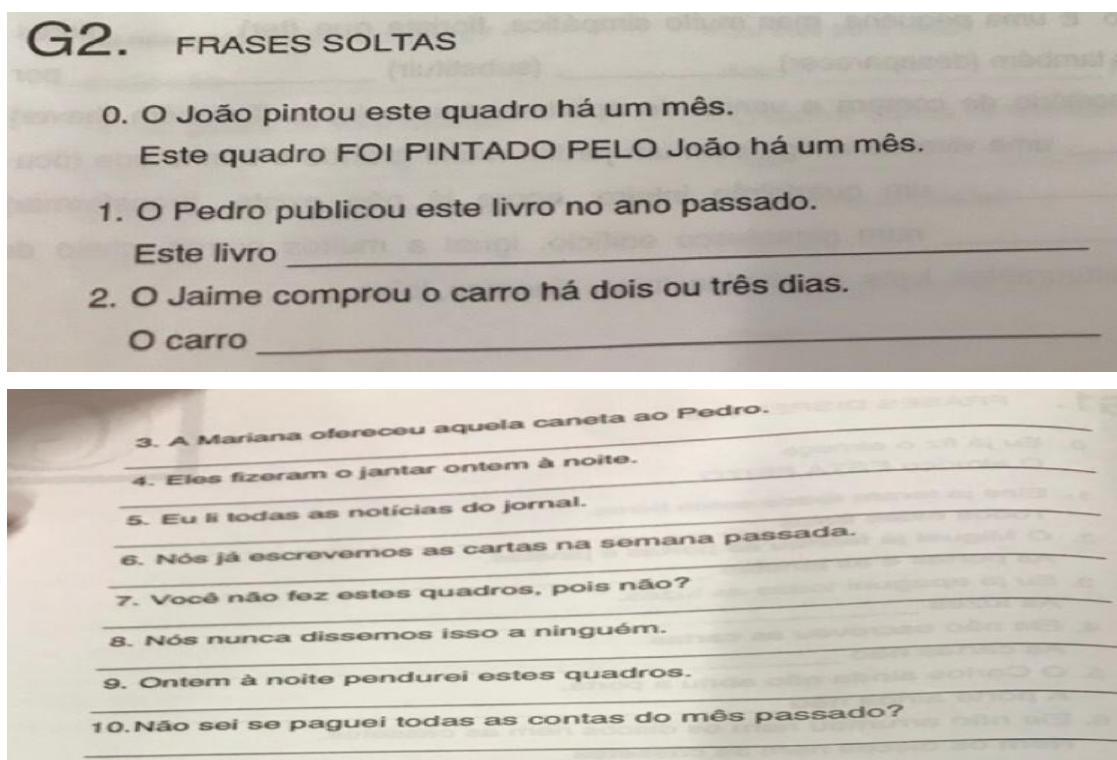 G2. FRASES SOLTAS
0. O João pintou este quadro há um mês.
Este quadro FOI PINTADO PELO João há um mês.
1. O Pedro publicou este livro no ano passado.
Este livro
2. O Jaime comprou o carro há dois ou três dias.
O carro
3. A Mariana ofereceu aquela caneta ao Pedro.
4. Eles fizeram o jantar ontem à noite.
5. Eu li todas as notícias do jornal.
6. Nós já escrevemos as cartas na semana passada.
7. Você não fez estes quadros, pois não?
8. Nós nunca dissemos isso a ninguém.
9. Ontem à noite pendurei estes quadros.
10. Não sei se paguei todas as contas do mês passado?